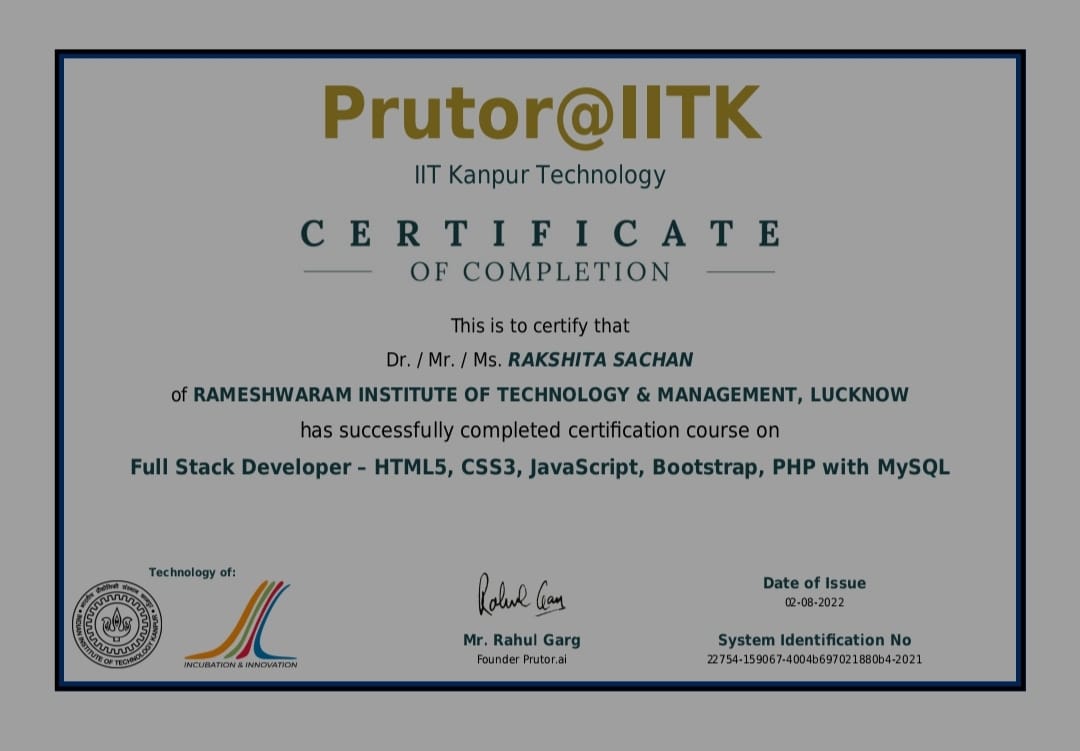 Prutor@IITK
IIT Kanpur Technology
CERTIFICATE
OF COMPLETION
This is to certify that
Dr. / Mr. / Ms. RAKSHITA SACHAN
of RAMESHWARAM INSTITUTE OF TECHNOLOGY & MANAGEMENT, LUCKNOW
has successfully completed certification course on
Full Stack Developer – HTML5, CSS3, JavaScript, Bootstrap, PHP with MySQL
Technology of:
भारतीय प्रौद्योगिकी संस्थान कानपुर
INDIAN INSTITUTE OF TECHNOLOGY KANPUR
INCUBATION & INNOVATION
Rahul Garg
Mr. Rahul Garg
Founder Prutor.ai
Date of Issue
02-08-2022
System Identification No
22754-159067-4004b697021880b4-2021